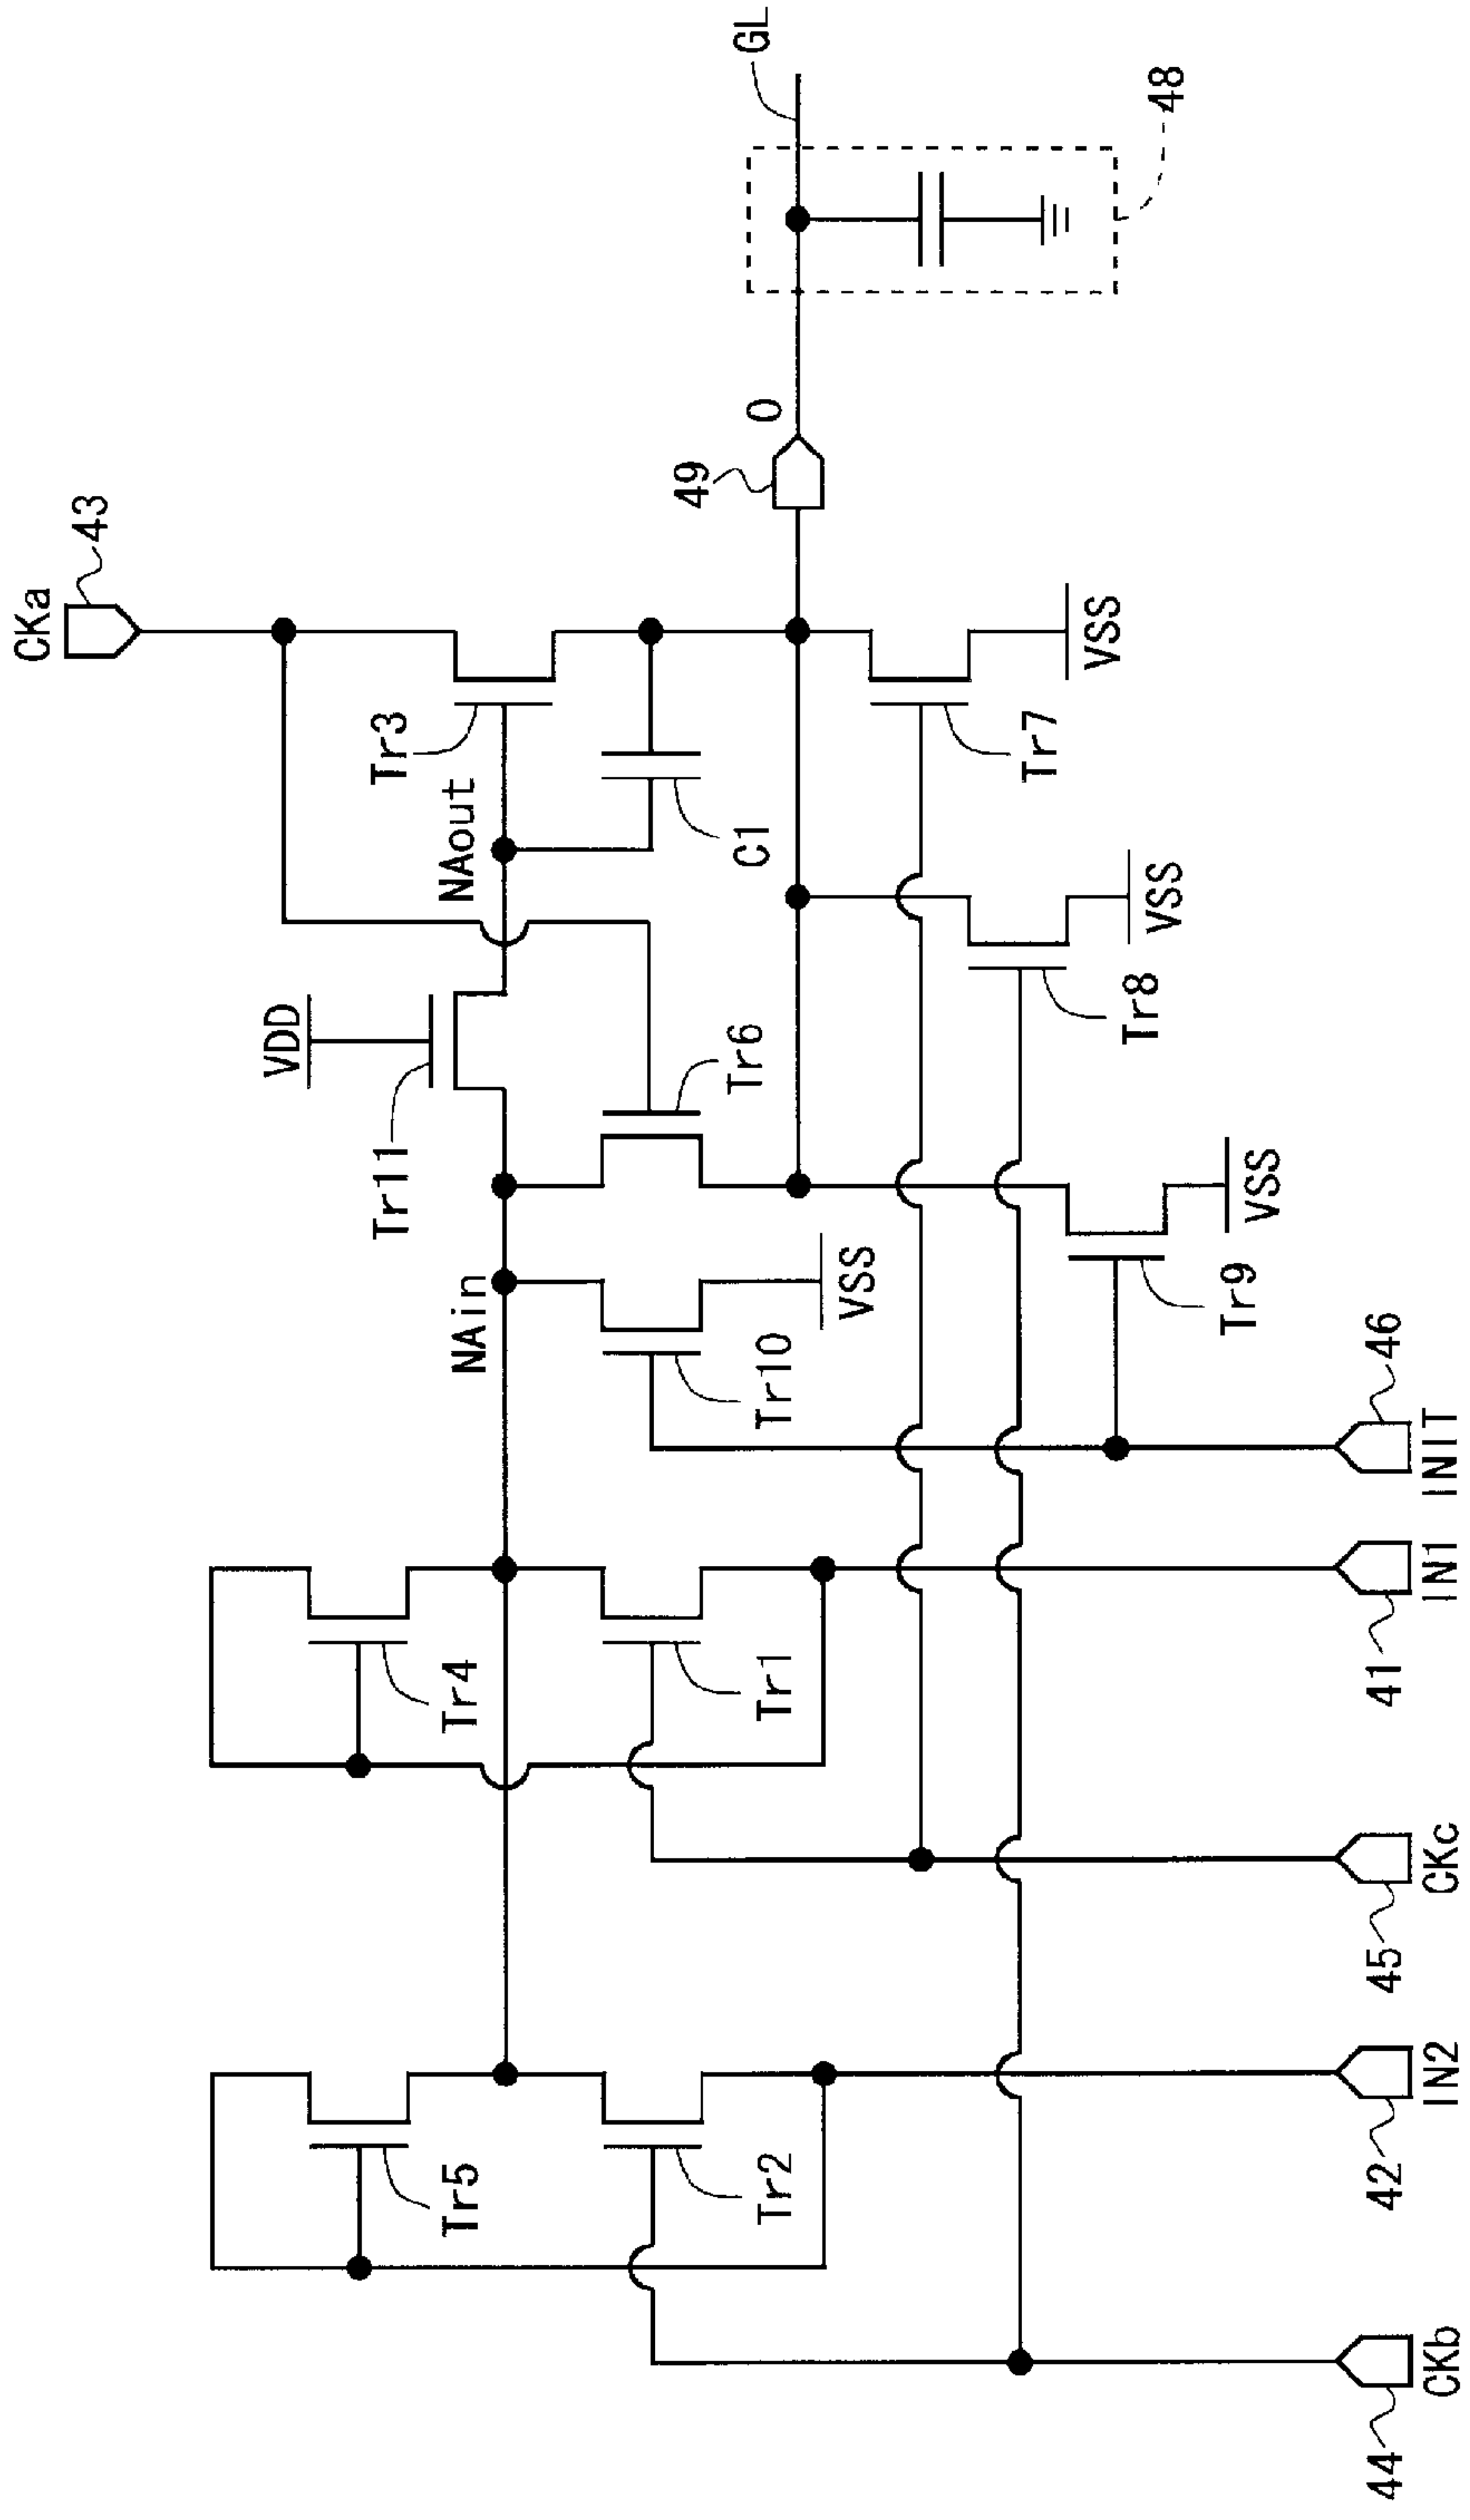 CKa
43
GL
48
O
49
Tr3
NAout
C1
Tr7
VSS
VDD
Tr11
Tr6
Tr8
VSS
NAin
Tr10
VSS
Tr9
VSS
46
INIT
Tr4
Tr1
41
IN1
45
CKc
Tr5
Tr2
42
IN2
44
CKb